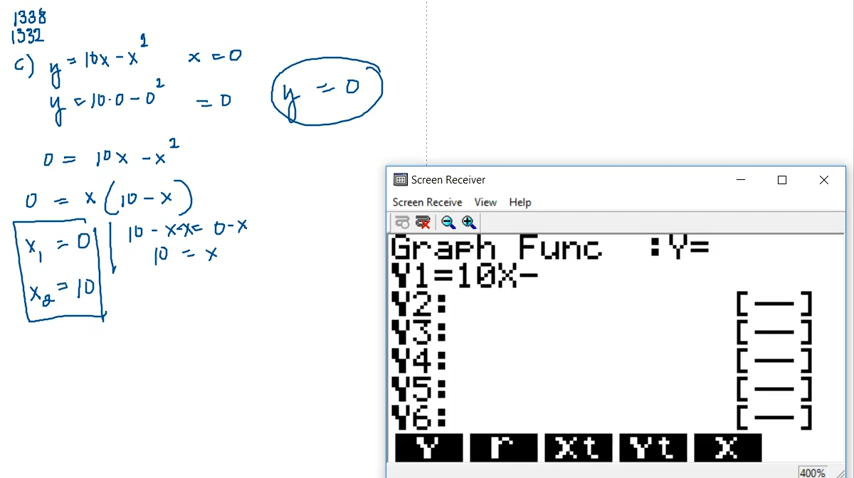 1338
1332
c) y = 10x - x² x = 0
y = 10·0 - 0² = 0
y = 0
0 = 10x - x²
0 = x (10 - x)
x₁ = 0
x₂ = 10
10 = x
Screen Receiver
Screen Receive View Help
Graph Func :Y=
Y1=10X-
Y2: [—]
Y3: [—]
Y4: [—]
Y5: [—]
Y6: [—]
Y r Xt Yt X
400%